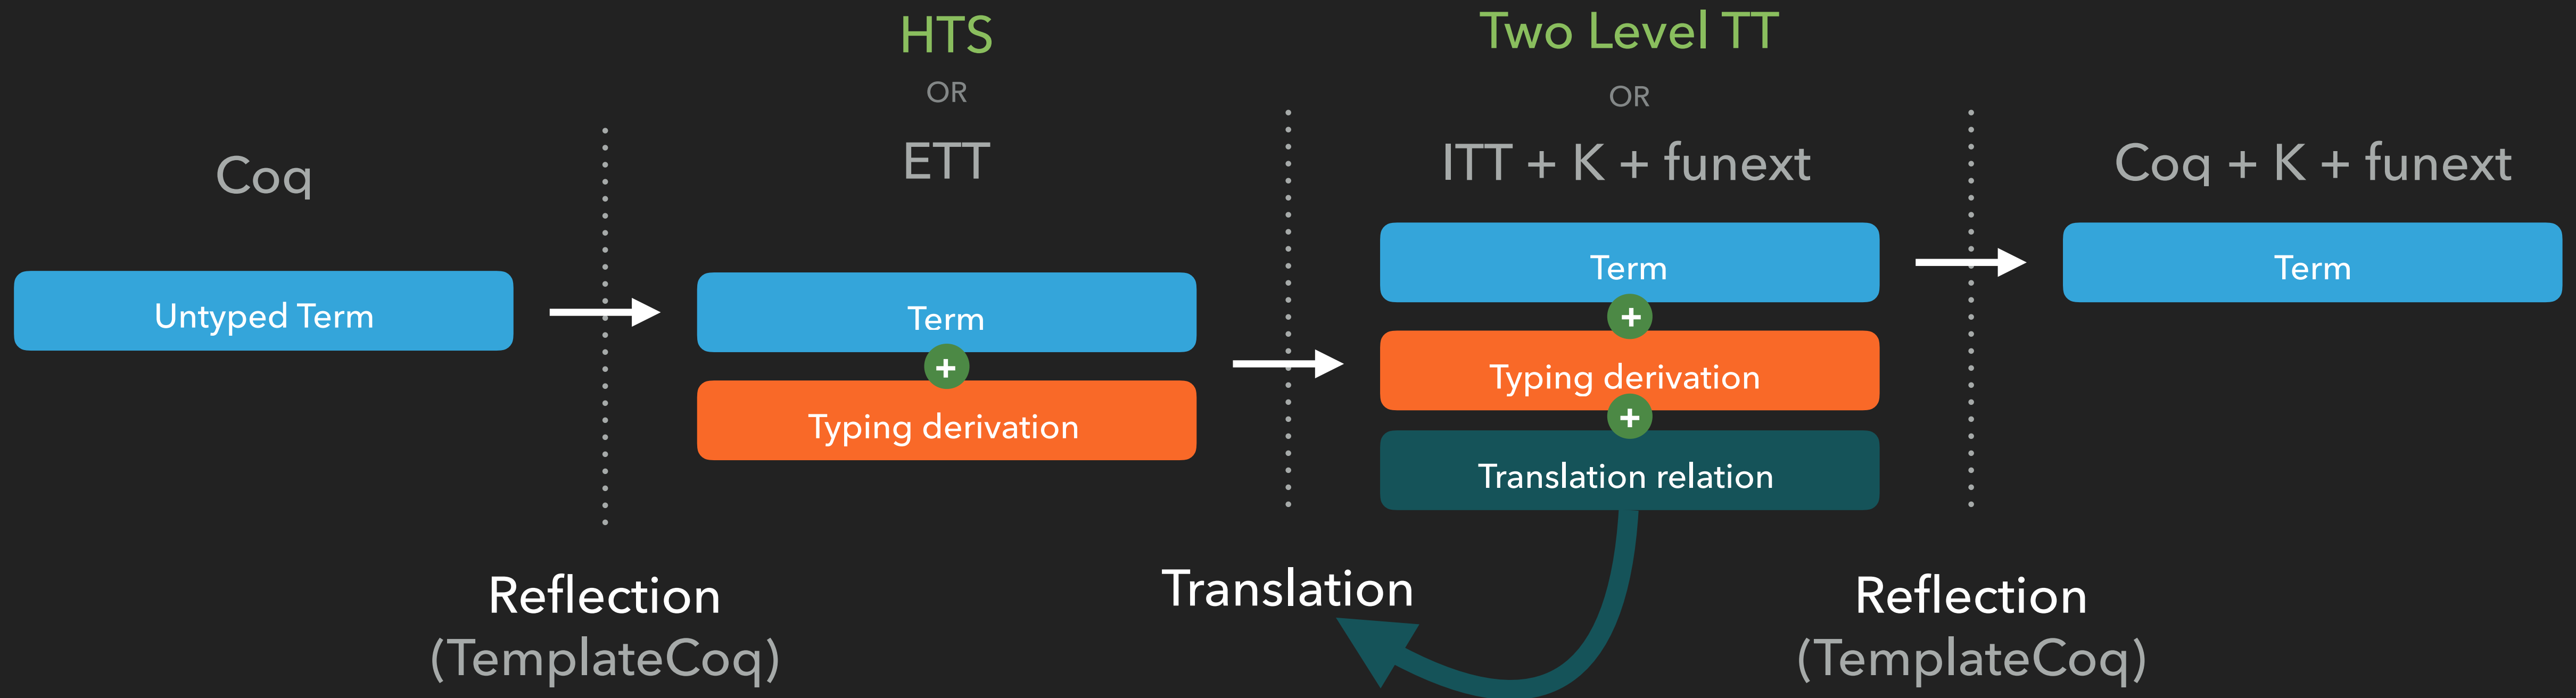 Coq
Untyped Term
Reflection
(TemplateCoq)
HTS
OR
ETT
Term
+
Typing derivation
Translation
Two Level TT
OR
ITT + K + funext
Term
+
Typing derivation
+
Translation relation
Reflection
(TemplateCoq)
Coq + K + funext
Term